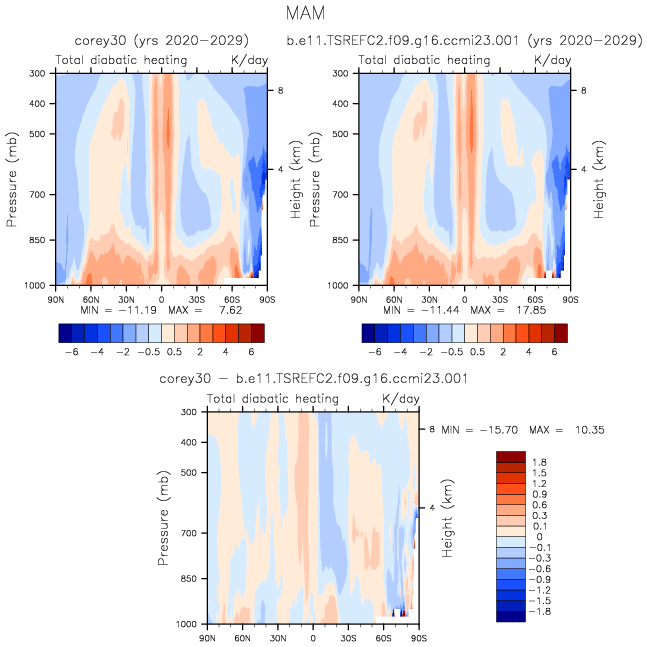 MAM
corey30 (yrs 2020-2029)
Total diabatic heating K/day
300
400
500
700
850
1000
Pressure (mb)
8
4
Height (km)
90N 60N 30N 0 30S 60S 90S
MIN = -11.19 MAX = 7.62
-6 -4 -2 -0.5 0.5 2 4 6
b.e11.TSREFC2.f09.g16.ccmi23.001 (yrs 2020-2029)
Total diabatic heating K/day
300
400
500
700
850
1000
Pressure (mb)
8
4
Height (km)
90N 60N 30N 0 30S 60S 90S
MIN = -11.44 MAX = 17.85
-6 -4 -2 -0.5 0.5 2 4 6
corey30 - b.e11.TSREFC2.f09.g16.ccmi23.001
Total diabatic heating K/day
300
400
500
700
850
1000
Pressure (mb)
8
4
Height (km)
90N 60N 30N 0 30S 60S 90S
MIN = -15.70 MAX = 10.35
1.8
1.5
1.2
0.9
0.6
0.3
0.1
0
-0.1
-0.3
-0.6
-0.9
-1.2
-1.5
-1.8